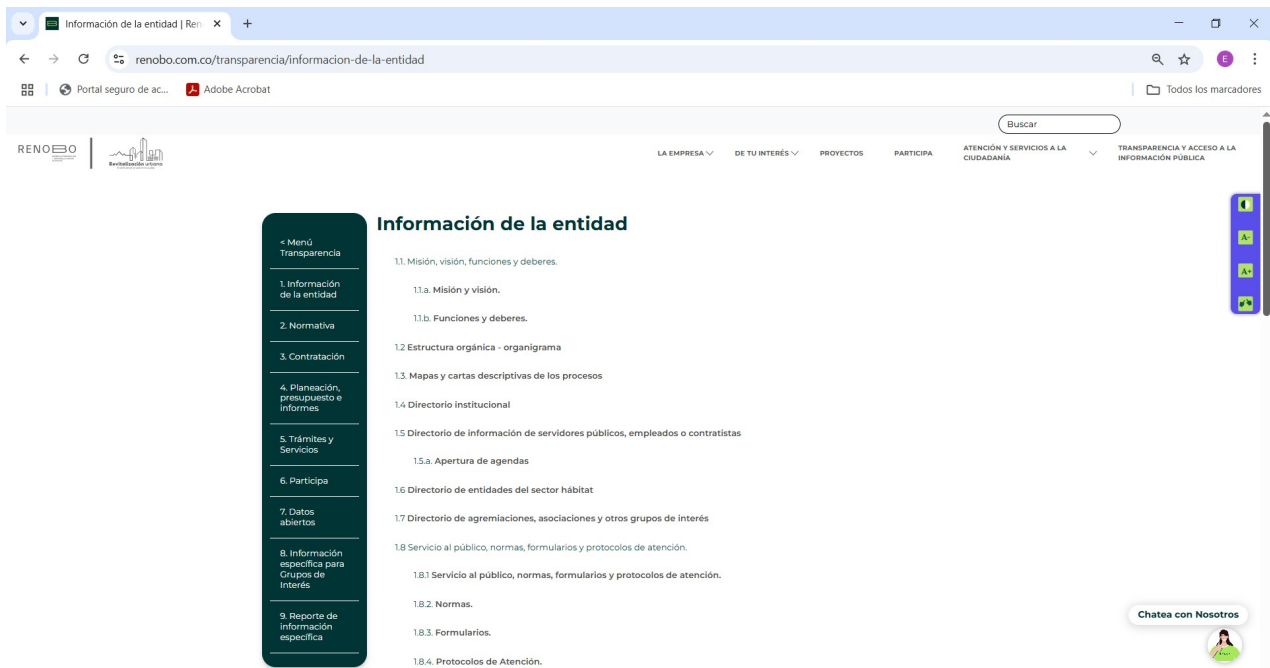 Información de la entidad | Ren
renobo.com.co/transparencia/informacion-de-la-entidad
E
Portal seguro de ac...
Adobe Acrobat
Todos los marcadores
Buscar
RENOBO
Revitalización urbana
LA EMPRESA
DE TU INTERÉS
PROYECTOS
PARTICIPA
ATENCIÓN Y SERVICIOS A LA
CIUDADANÍA
TRANSPARENCIA Y ACCESO A LA
INFORMACIÓN PÚBLICA
A-
A+
< Menú
Transparencia
1. Información
de la entidad
2. Normativa
3. Contratación
4. Planeación,
presupuesto e
informes
5. Trámites y
Servicios
6. Participa
7. Datos
abiertos
8. Información
específica para
Grupos de
Interés
9. Reporte de
información
específica
Información de la entidad
1.1. Misión, visión, funciones y deberes.
1.1.a. Misión y visión.
1.1.b. Funciones y deberes.
1.2 Estructura orgánica - organigrama
1.3. Mapas y cartas descriptivas de los procesos
1.4 Directorio institucional
1.5 Directorio de información de servidores públicos, empleados o contratistas
1.5.a. Apertura de agendas
1.6 Directorio de entidades del sector hábitat
1.7 Directorio de agremiaciones, asociaciones y otros grupos de interés
1.8 Servicio al público, normas, formularios y protocolos de atención.
1.8.1 Servicio al público, normas, formularios y protocolos de atención.
1.8.2. Normas.
1.8.3. Formularios.
1.8.4. Protocolos de Atención.
Chatea con Nosotros